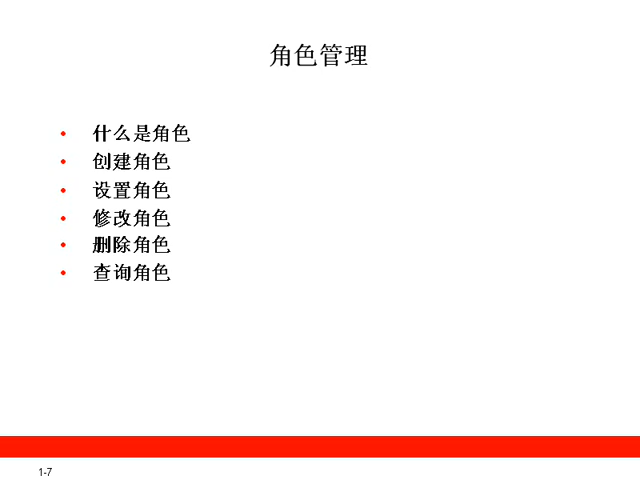 角色管理
• 什么是角色
• 创建角色
• 设置角色
• 修改角色
• 删除角色
• 查询角色
1-7